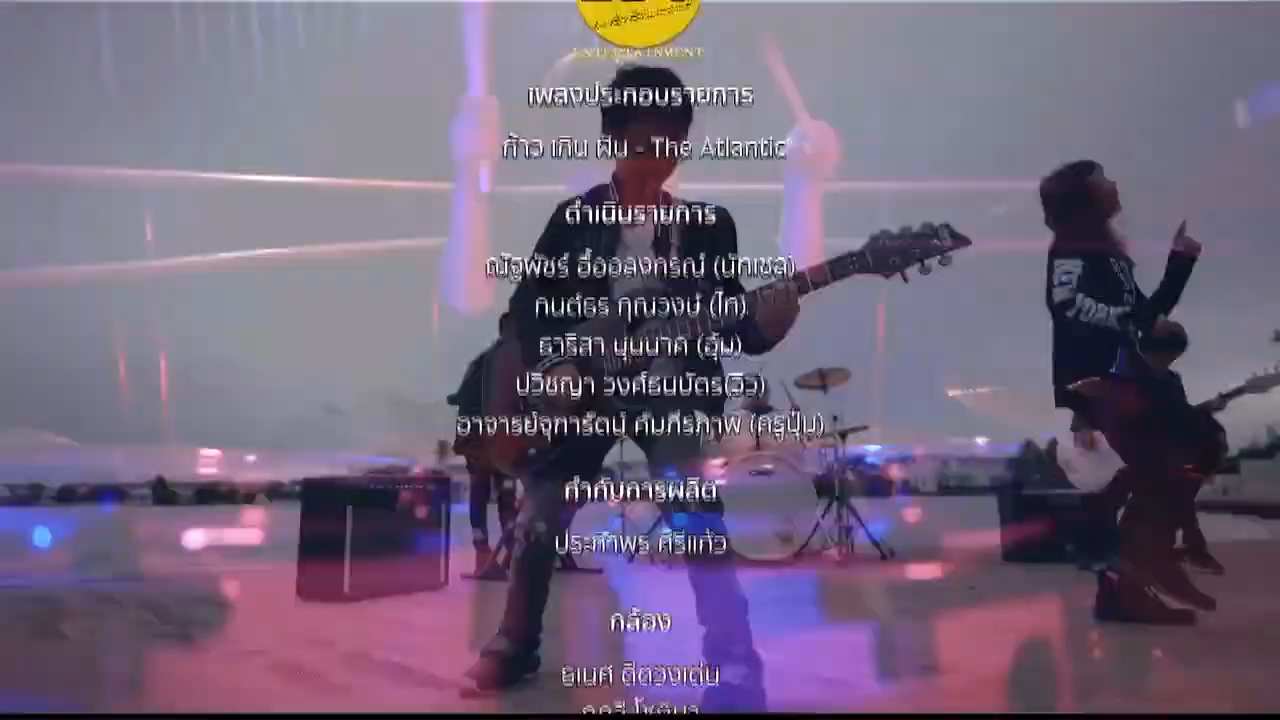 ENTERTAINMENT
เพลงประกอบรายการ
ก้าว เกิน ฝัน - The Atlantic
ดำเนินรายการ
ณัฐพัชร์ อื้ออลงกรณ์ (นัทเชล)
กนต์ธร คุณวงษ์ (ไก่)
ธาริสา นุนนาค (อุ้ม)
ปวิชญา วงศ์ธนบัตร(วิว)
อาจารย์จุฑารัตน์ คัมภีรภาพ (ครูปุ้ม)
กำกับการผลิต
ประภาพร ศิริแก้ว
กล้อง
ธเนศ ดีดวงเด่น